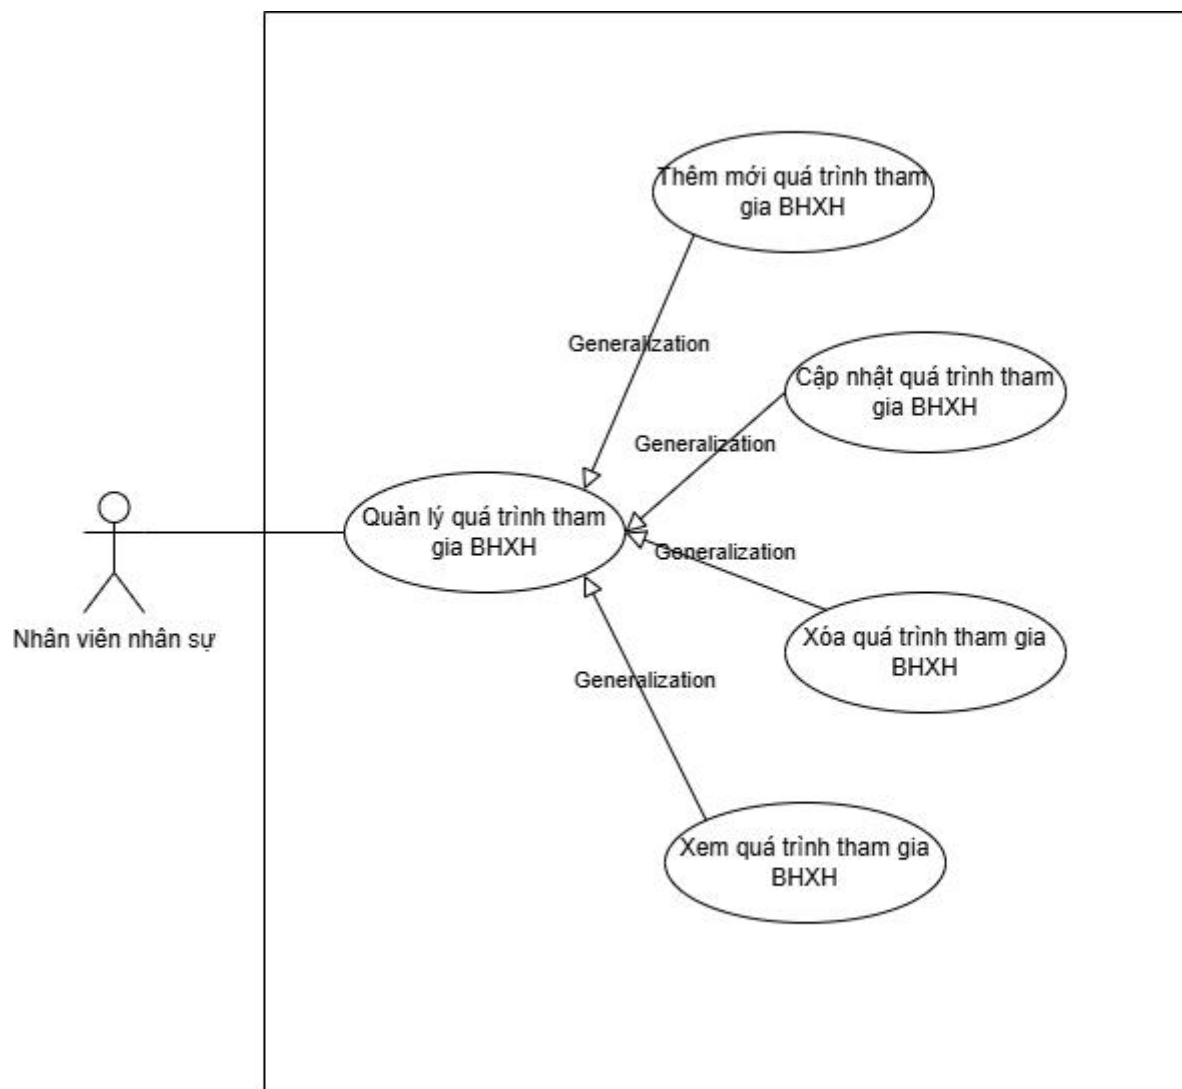 Thêm mới quá trình tham
gia BHXH
Generalization
Cập nhật quá trình tham
gia BHXH
Generalization
Quản lý quá trình tham
gia BHXH
Generalization
Nhân viên nhân sự
Xóa quá trình tham gia
BHXH
Generalization
Xem quá trình tham gia
BHXH